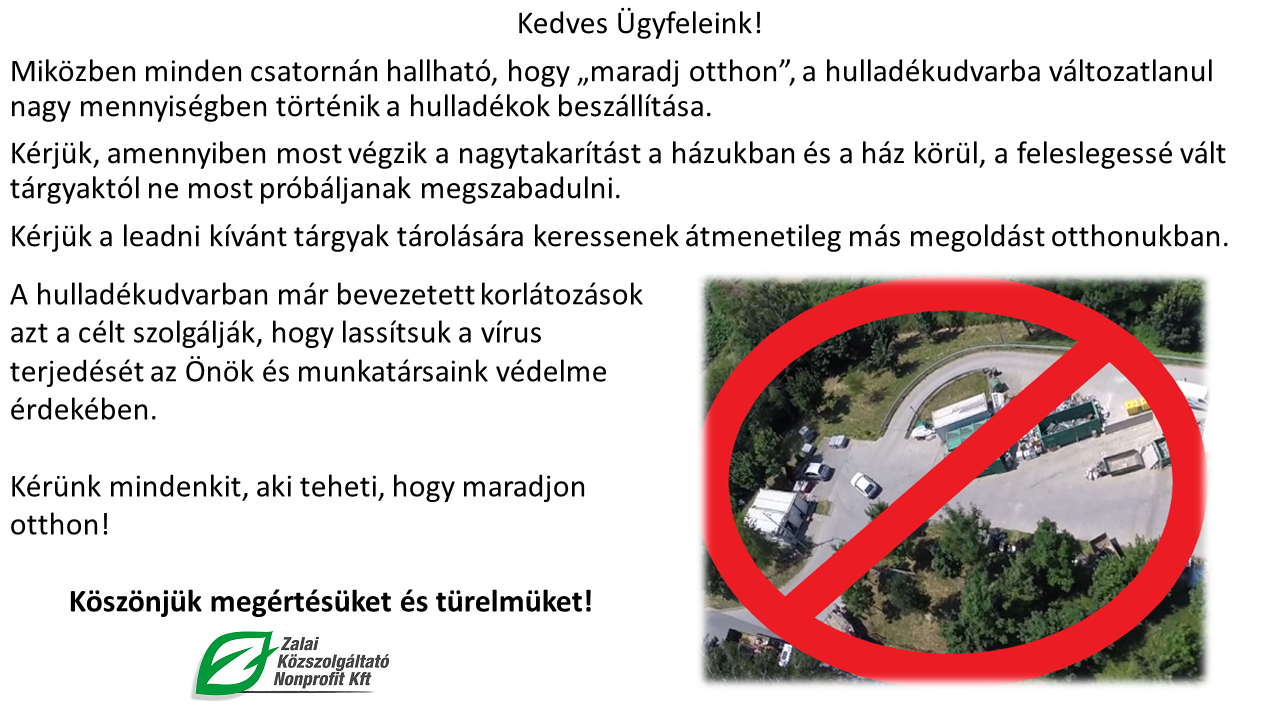 Kedves Ügyfeleink!
Miközben minden csatornán hallható, hogy „maradj otthon”, a hulladékudvarba változatlanul
nagy mennyiségben történik a hulladékok beszállítása.
Kérjük, amennyiben most végzik a nagytakarítást a házukban és a ház körül, a feleslegessé vált
tárgyaktól ne most próbáljanak megszabadulni.
Kérjük a leadni kívánt tárgyak tárolására keressenek átmenetileg más megoldást otthonukban.
A hulladékudvarban már bevezetett korlátozások
azt a célt szolgálják, hogy lassítsuk a vírus
terjedését az Önök és munkatársaink védelme
érdekében.
Kérünk mindenkit, aki teheti, hogy maradjon
otthon!
Köszönjük megértésüket és türelmüket!
Zalai
Közszolgáltató
Nonprofit Kft